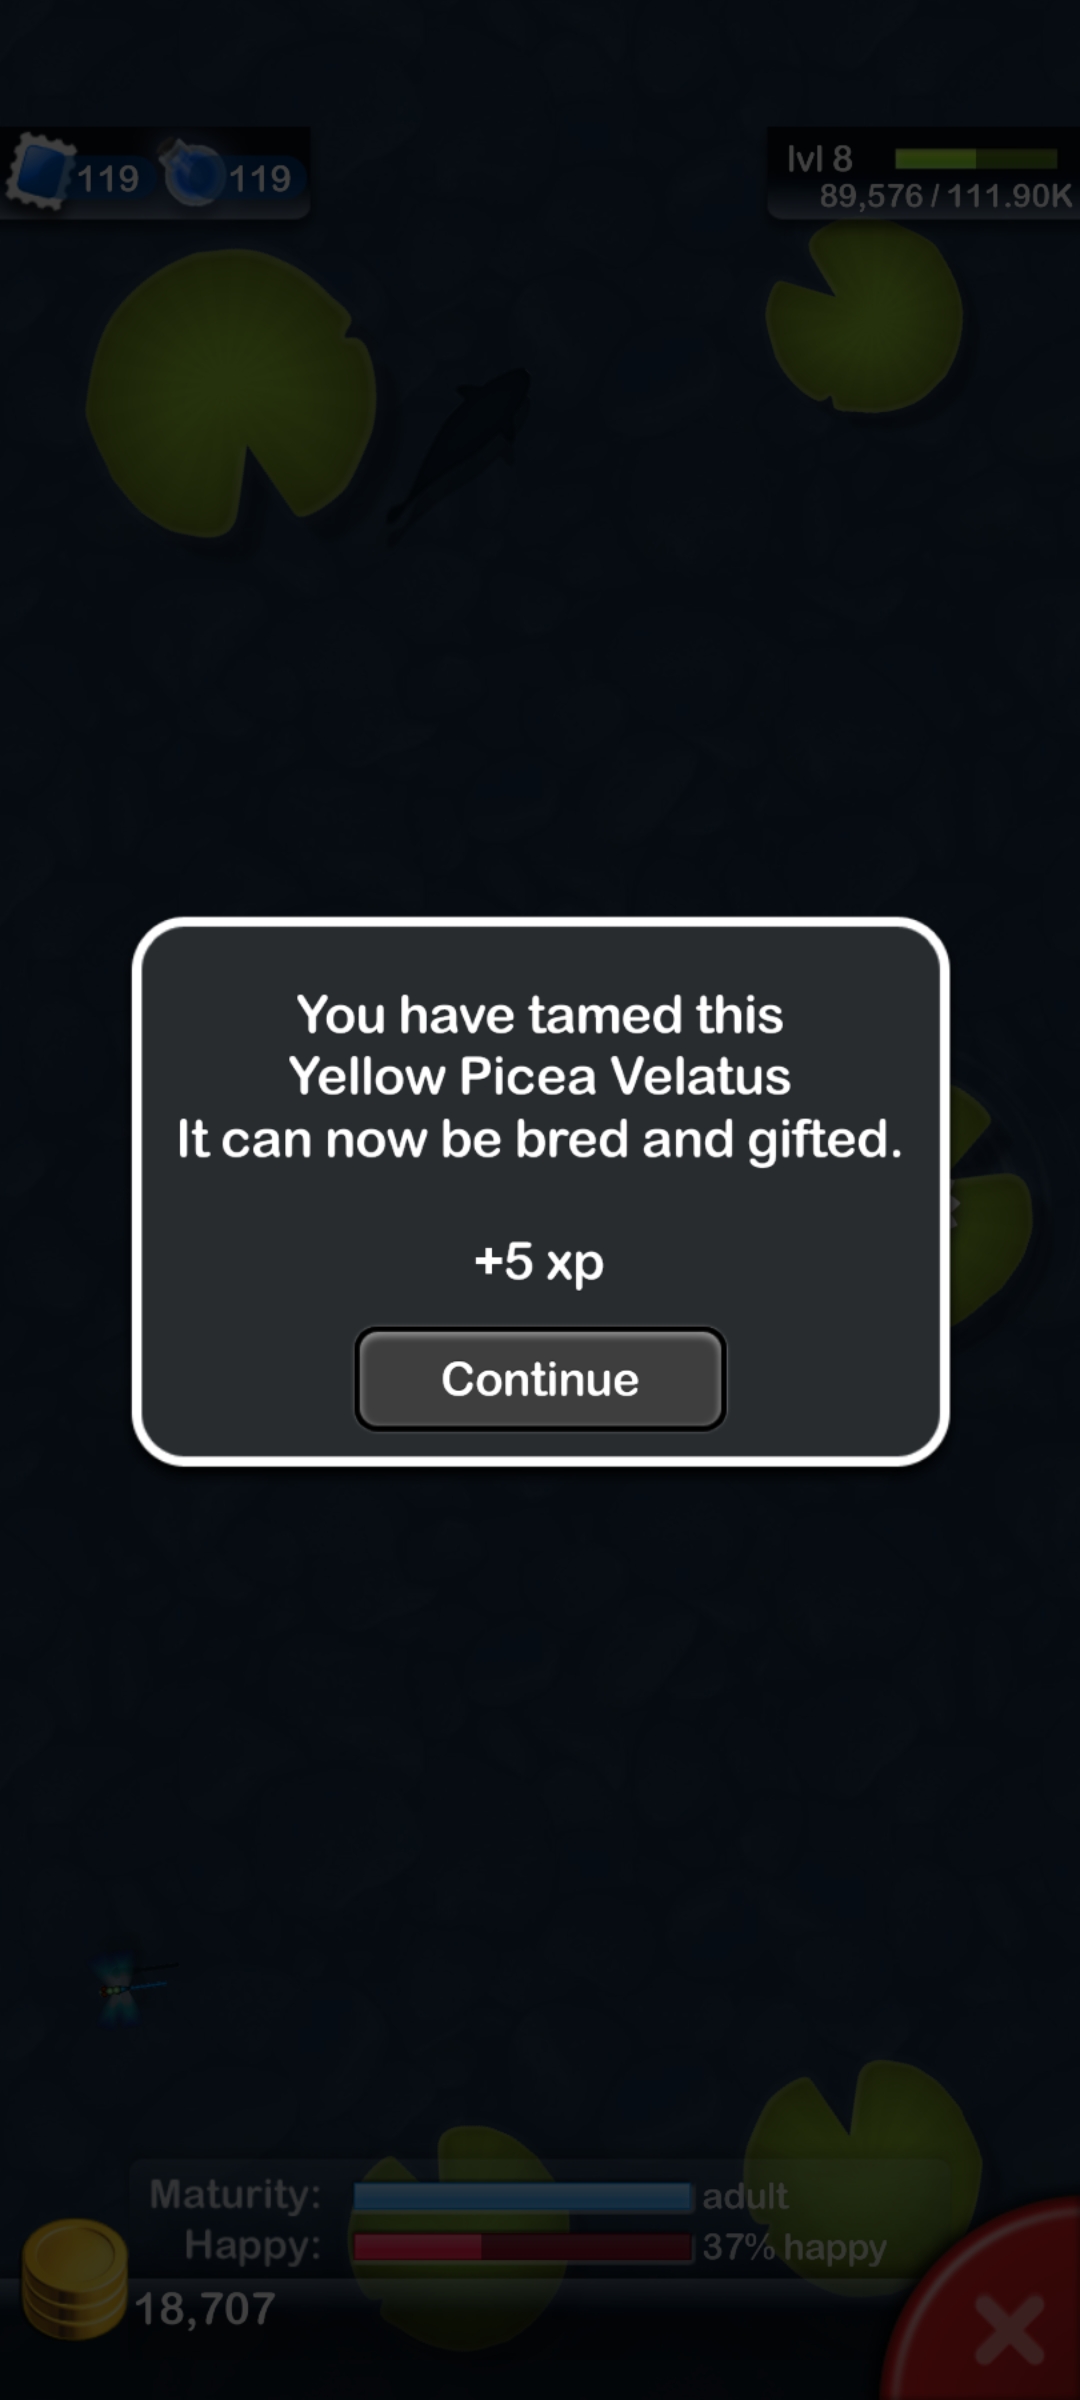 119 119
lvl 8
89,576 / 111.90K
You have tamed this
Yellow Picea Velatus
It can now be bred and gifted.
+5 xp
Continue
Maturity: adult
Happy: 37% happy
18,707